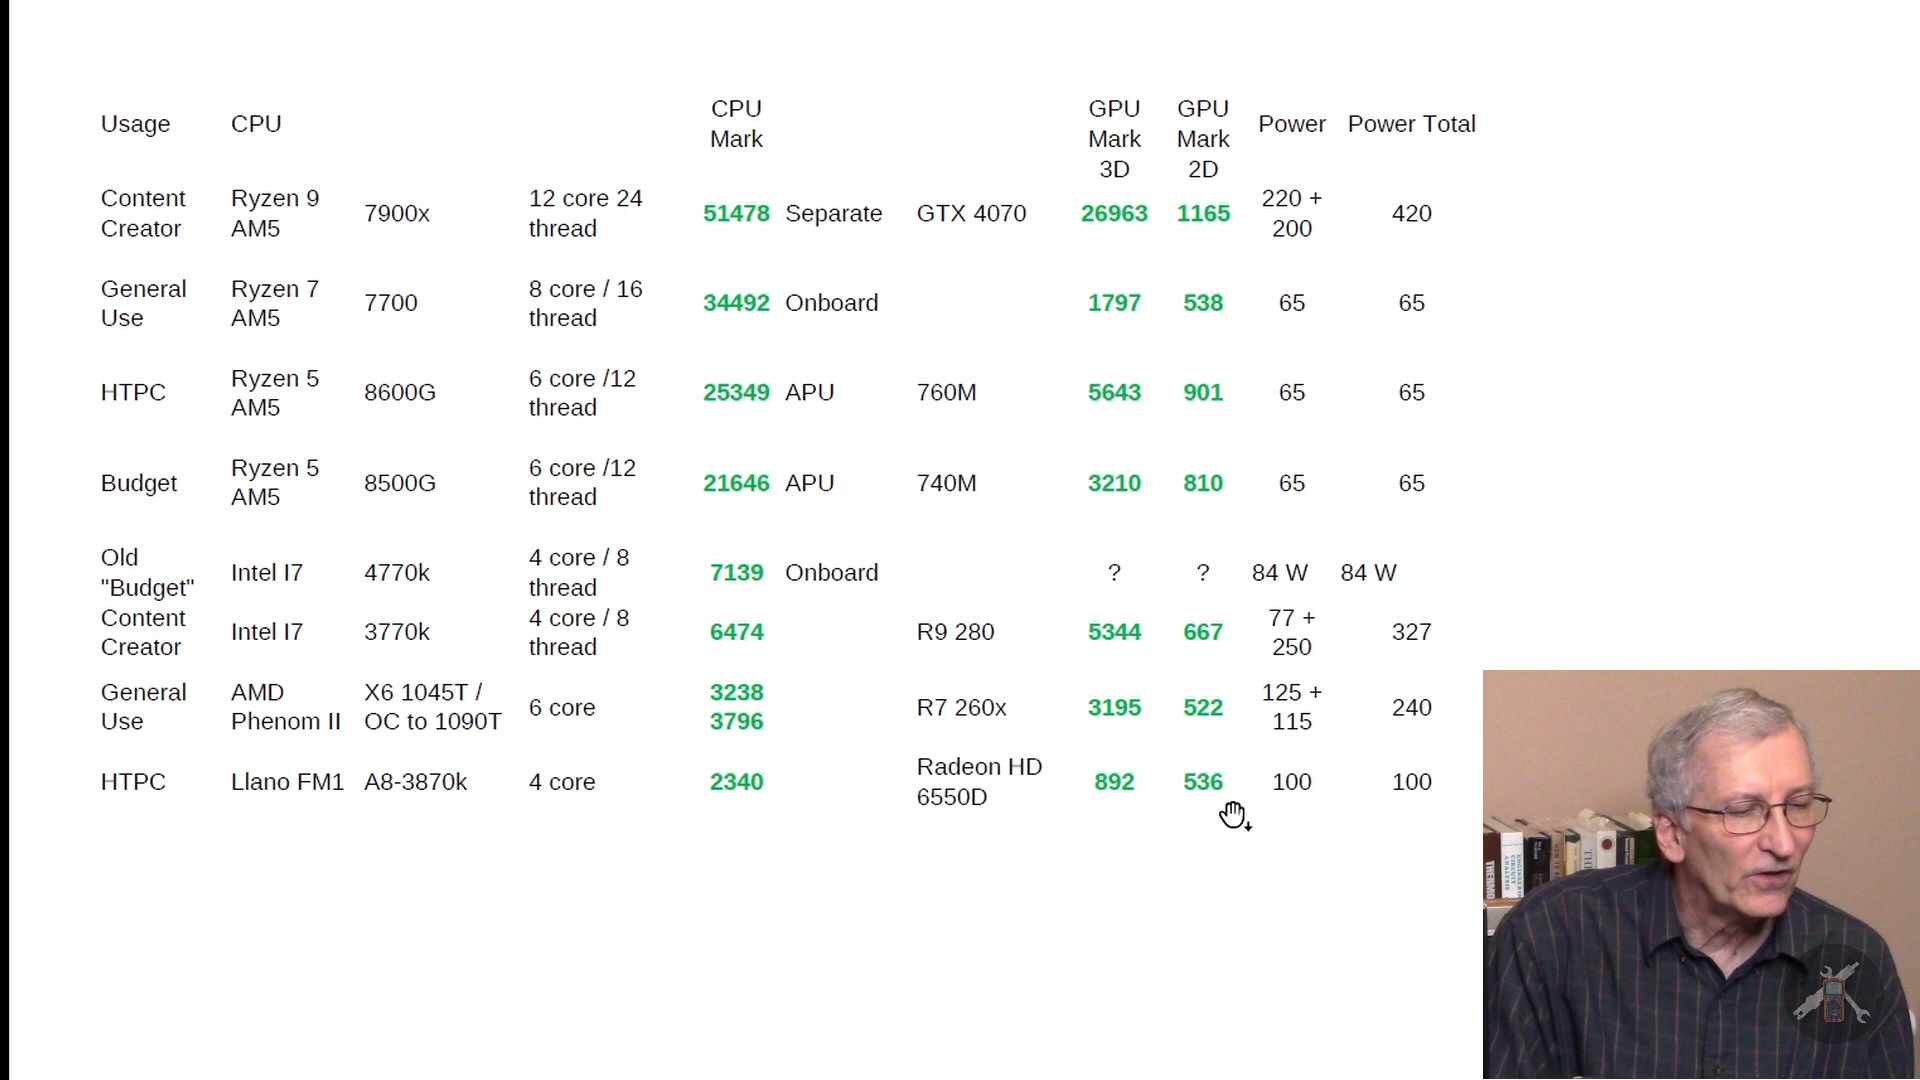 Usage CPU CPU Mark GPU Mark 3D GPU Mark 2D Power Power Total
Content Creator Ryzen 9 AM5 7900x 12 core 24 thread 51478 Separate GTX 4070 26963 1165 220 + 200 420
General Use Ryzen 7 AM5 7700 8 core / 16 thread 34492 Onboard 1797 538 65 65
HTPC Ryzen 5 AM5 8600G 6 core /12 thread 25349 APU 760M 5643 901 65 65
Budget Ryzen 5 AM5 8500G 6 core /12 thread 21646 APU 740M 3210 810 65 65
Old "Budget" Intel I7 4770k 4 core / 8 thread 7139 Onboard ? ? 84 W 84 W
Content Creator Intel I7 3770k 4 core / 8 thread 6474 R9 280 5344 667 77 + 250 327
General Use AMD Phenom II X6 1045T / OC to 1090T 6 core 3238 3796 R7 260x 3195 522 125 + 115 240
HTPC Llano FM1 A8-3870k 4 core 2340 Radeon HD 6550D 892 536 100 100
THERMO
ENGINEERING CIRCUIT ANALYSIS